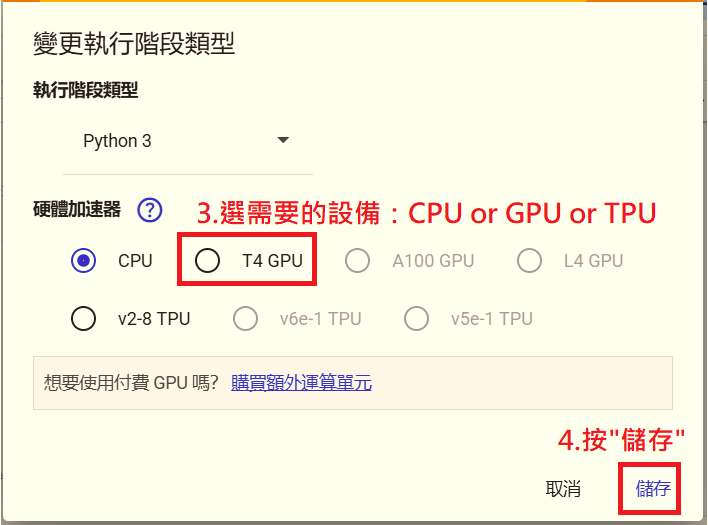 變更執行階段類型
執行階段類型
Python 3
硬體加速器 ? 3.選需要的設備：CPU or GPU or TPU
CPU T4 GPU A100 GPU L4 GPU
v2-8 TPU v6e-1 TPU v5e-1 TPU
想要使用付費 GPU 嗎？ 購買額外運算單元
4.按"儲存"
取消 儲存